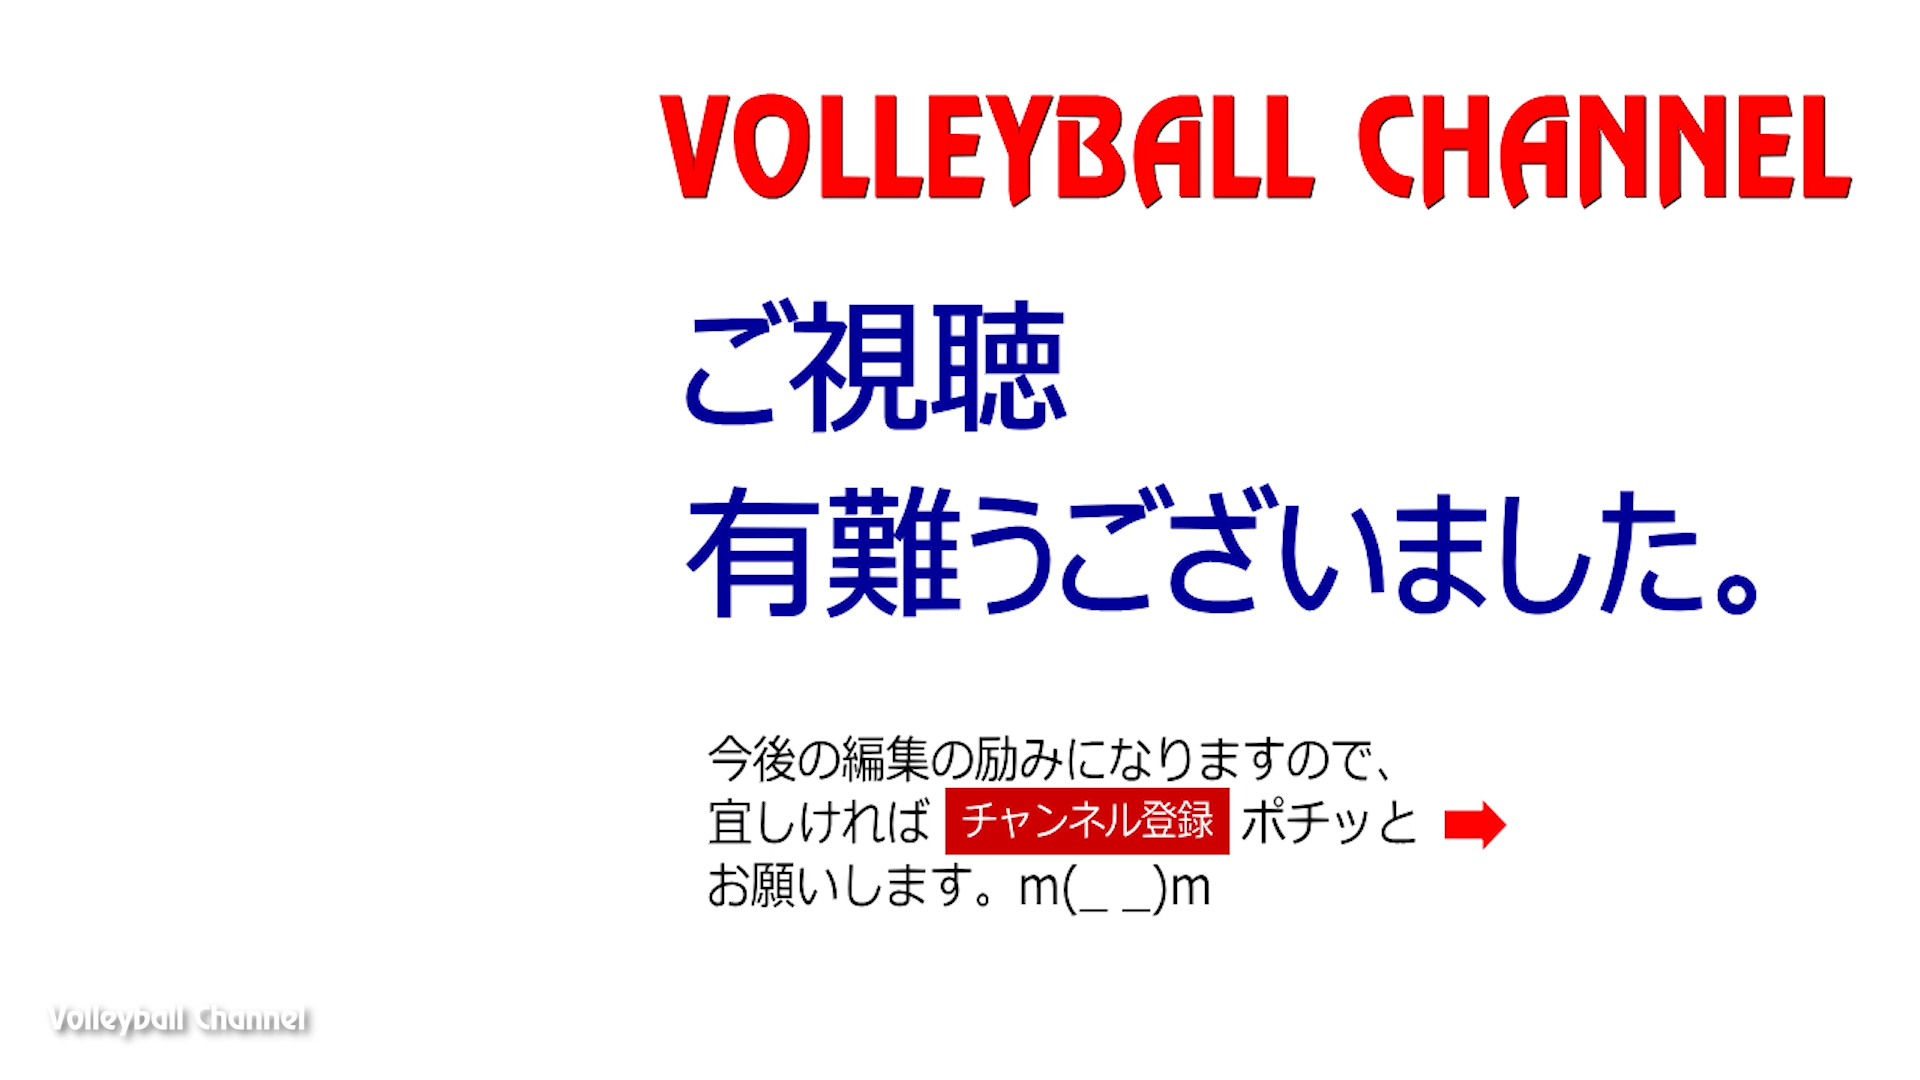 VOLLEYBALL CHANNEL
ご視聴
有難うございました。
今後の編集の励みになりますので、
宜しければ チャンネル登録 ポチッと ➡
お願いします。m(_ _)m
Volleyball Channel